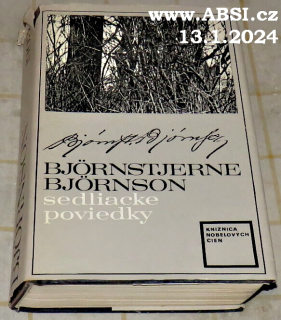 www.ABSI.cz
13.1.2024
BJÖRNSTJERNE
BJÖRNSON
sedliacke
poviedky
KNIŽNICA
NOBELOVÝCH
CIEN